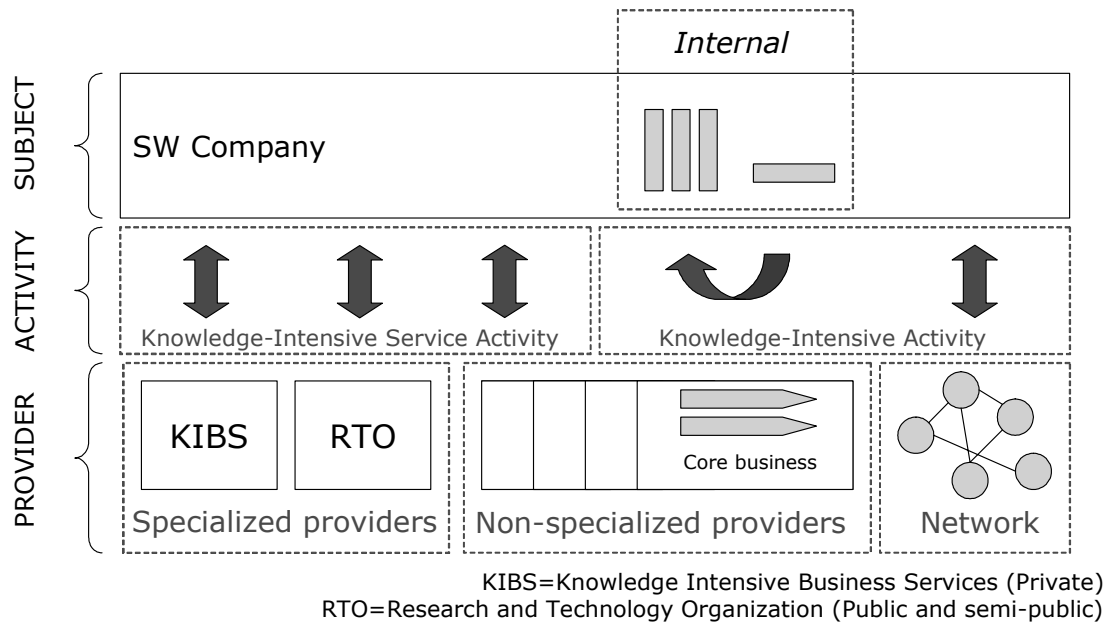 Internal
SUBJECT
SW Company
ACTIVITY
Knowledge-Intensive Service Activity
Knowledge-Intensive Activity
PROVIDER
KIBS
RTO
Core business
Specialized providers
Non-specialized providers
Network
KIBS=Knowledge Intensive Business Services (Private)
RTO=Research and Technology Organization (Public and semi-public)